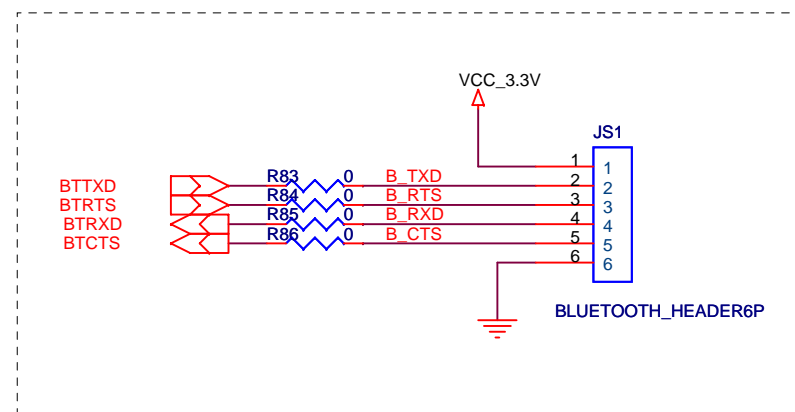 VCC_3.3V
JS1
1 1
BTTXD R83 0 B_TXD 2 2
BTRTS R84 0 B_RTS 3 3
BTRXD R85 0 B_RXD 4 4
BTCTS R86 0 B_CTS 5 5
6 6
BLUETOOTH_HEADER6P